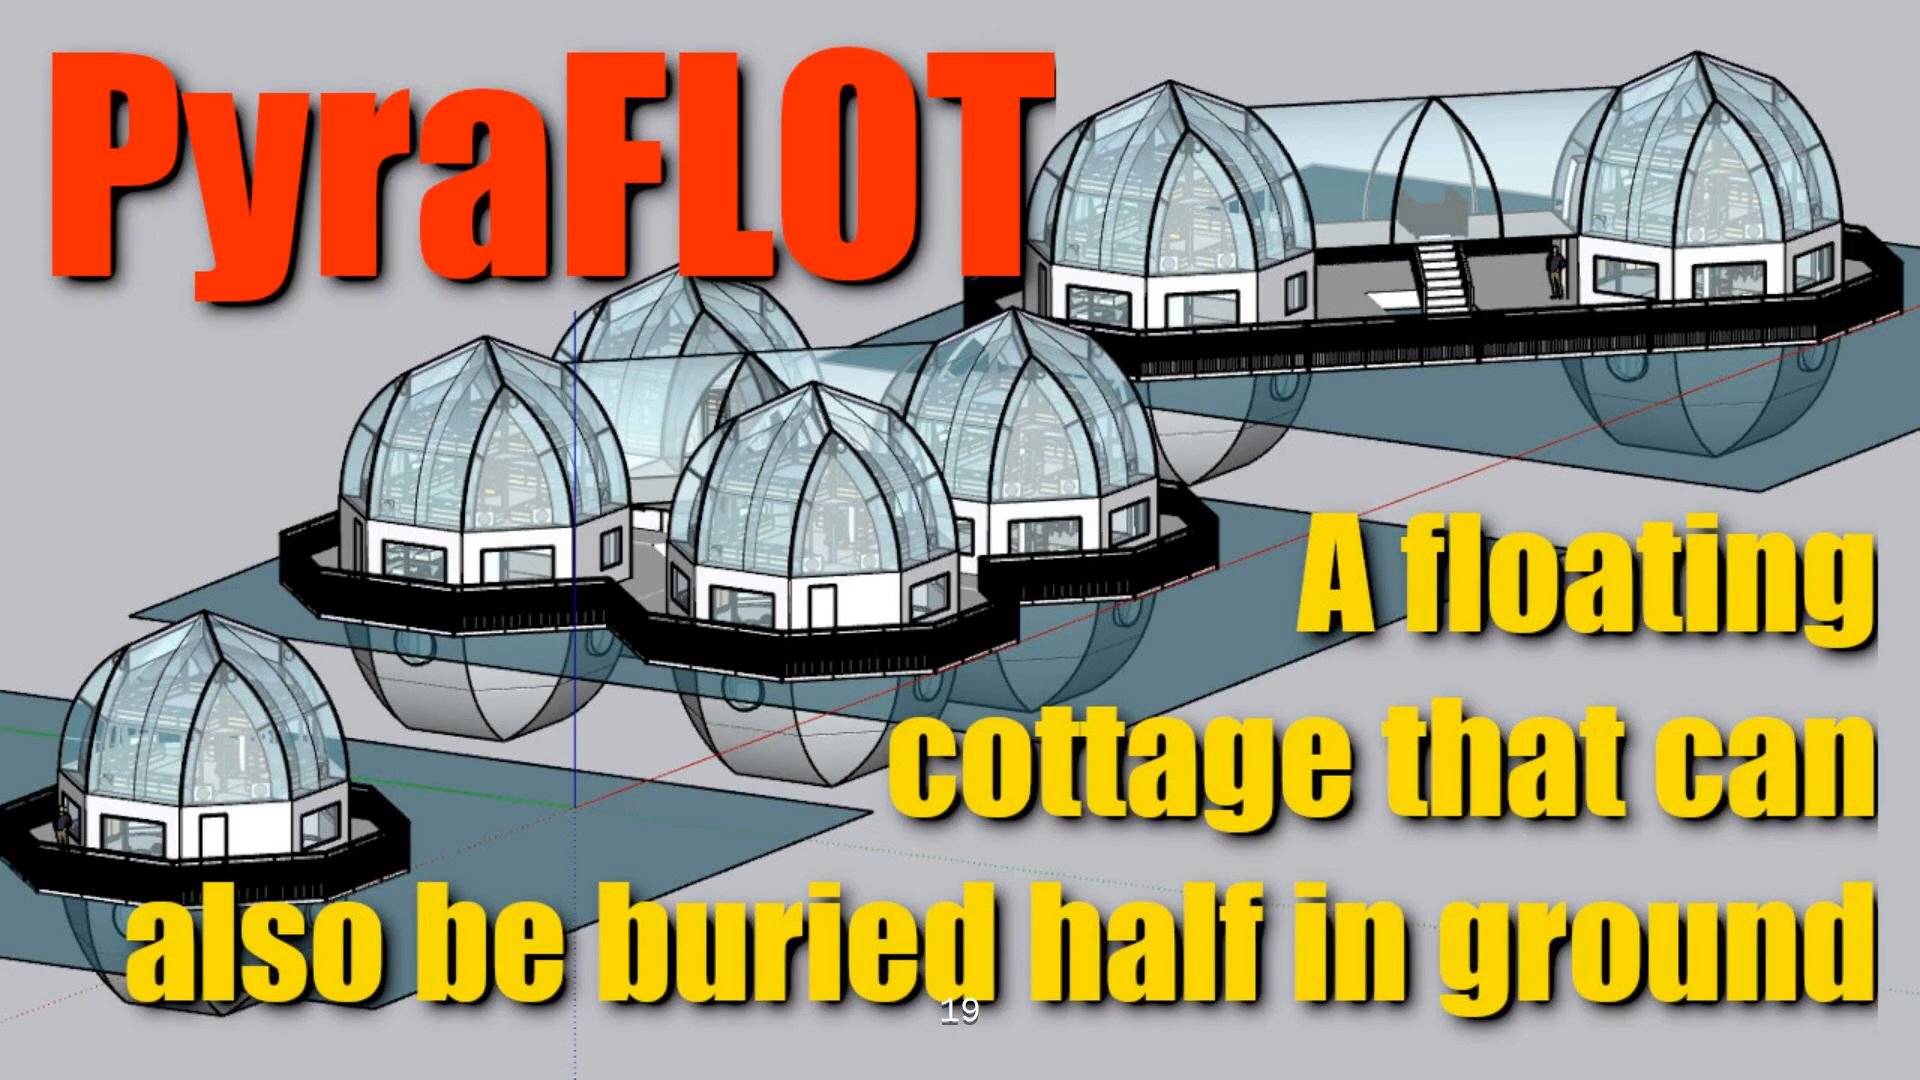 PyraFLOT
A floating
cottage that can
also be buried half in ground
19